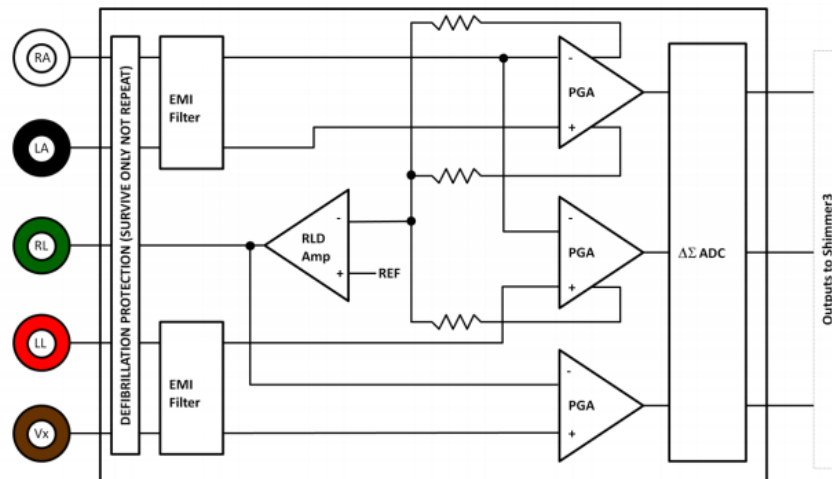 RA
LA
RL
LL
Vx
DEFIBRILLATION PROTECTION (SURVIVE ONLY NOT REPEAT)
EMI
Filter
EMI
Filter
-
RLD
Amp
+
REF
-
PGA
+
-
PGA
+
-
PGA
+
ΔΣ ADC
Outputs to Shimmer3